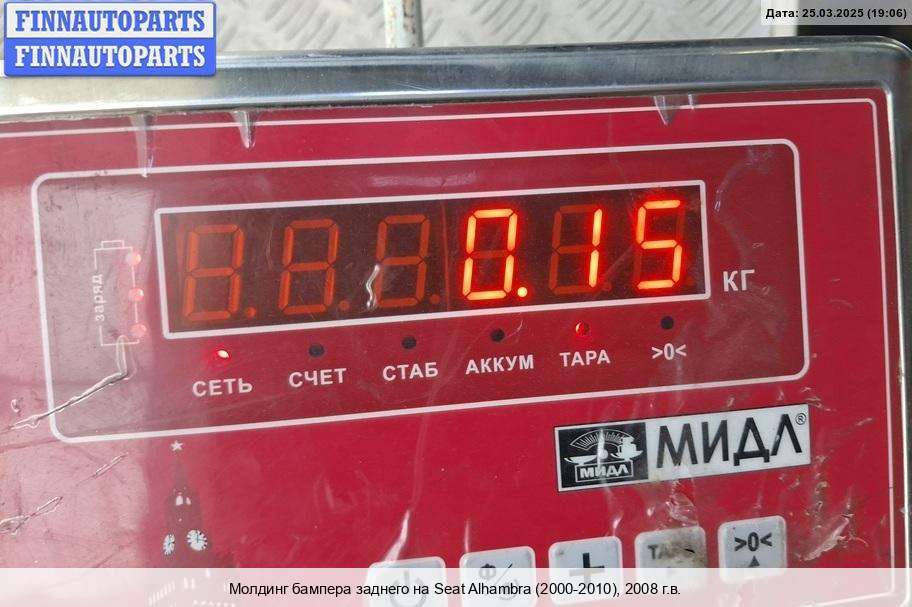 FINNAUTOPARTS
FINNAUTOPARTS
Дата: 25.03.2025 (19:06)
заряд
0.15
КГ
СЕТЬ СЧЕТ СТАБ АККУМ ТАРА >0<
МИДЛ МИДЛ®
>0<
Молдинг бампера заднего на Seat Alhambra (2000-2010), 2008 г.в.